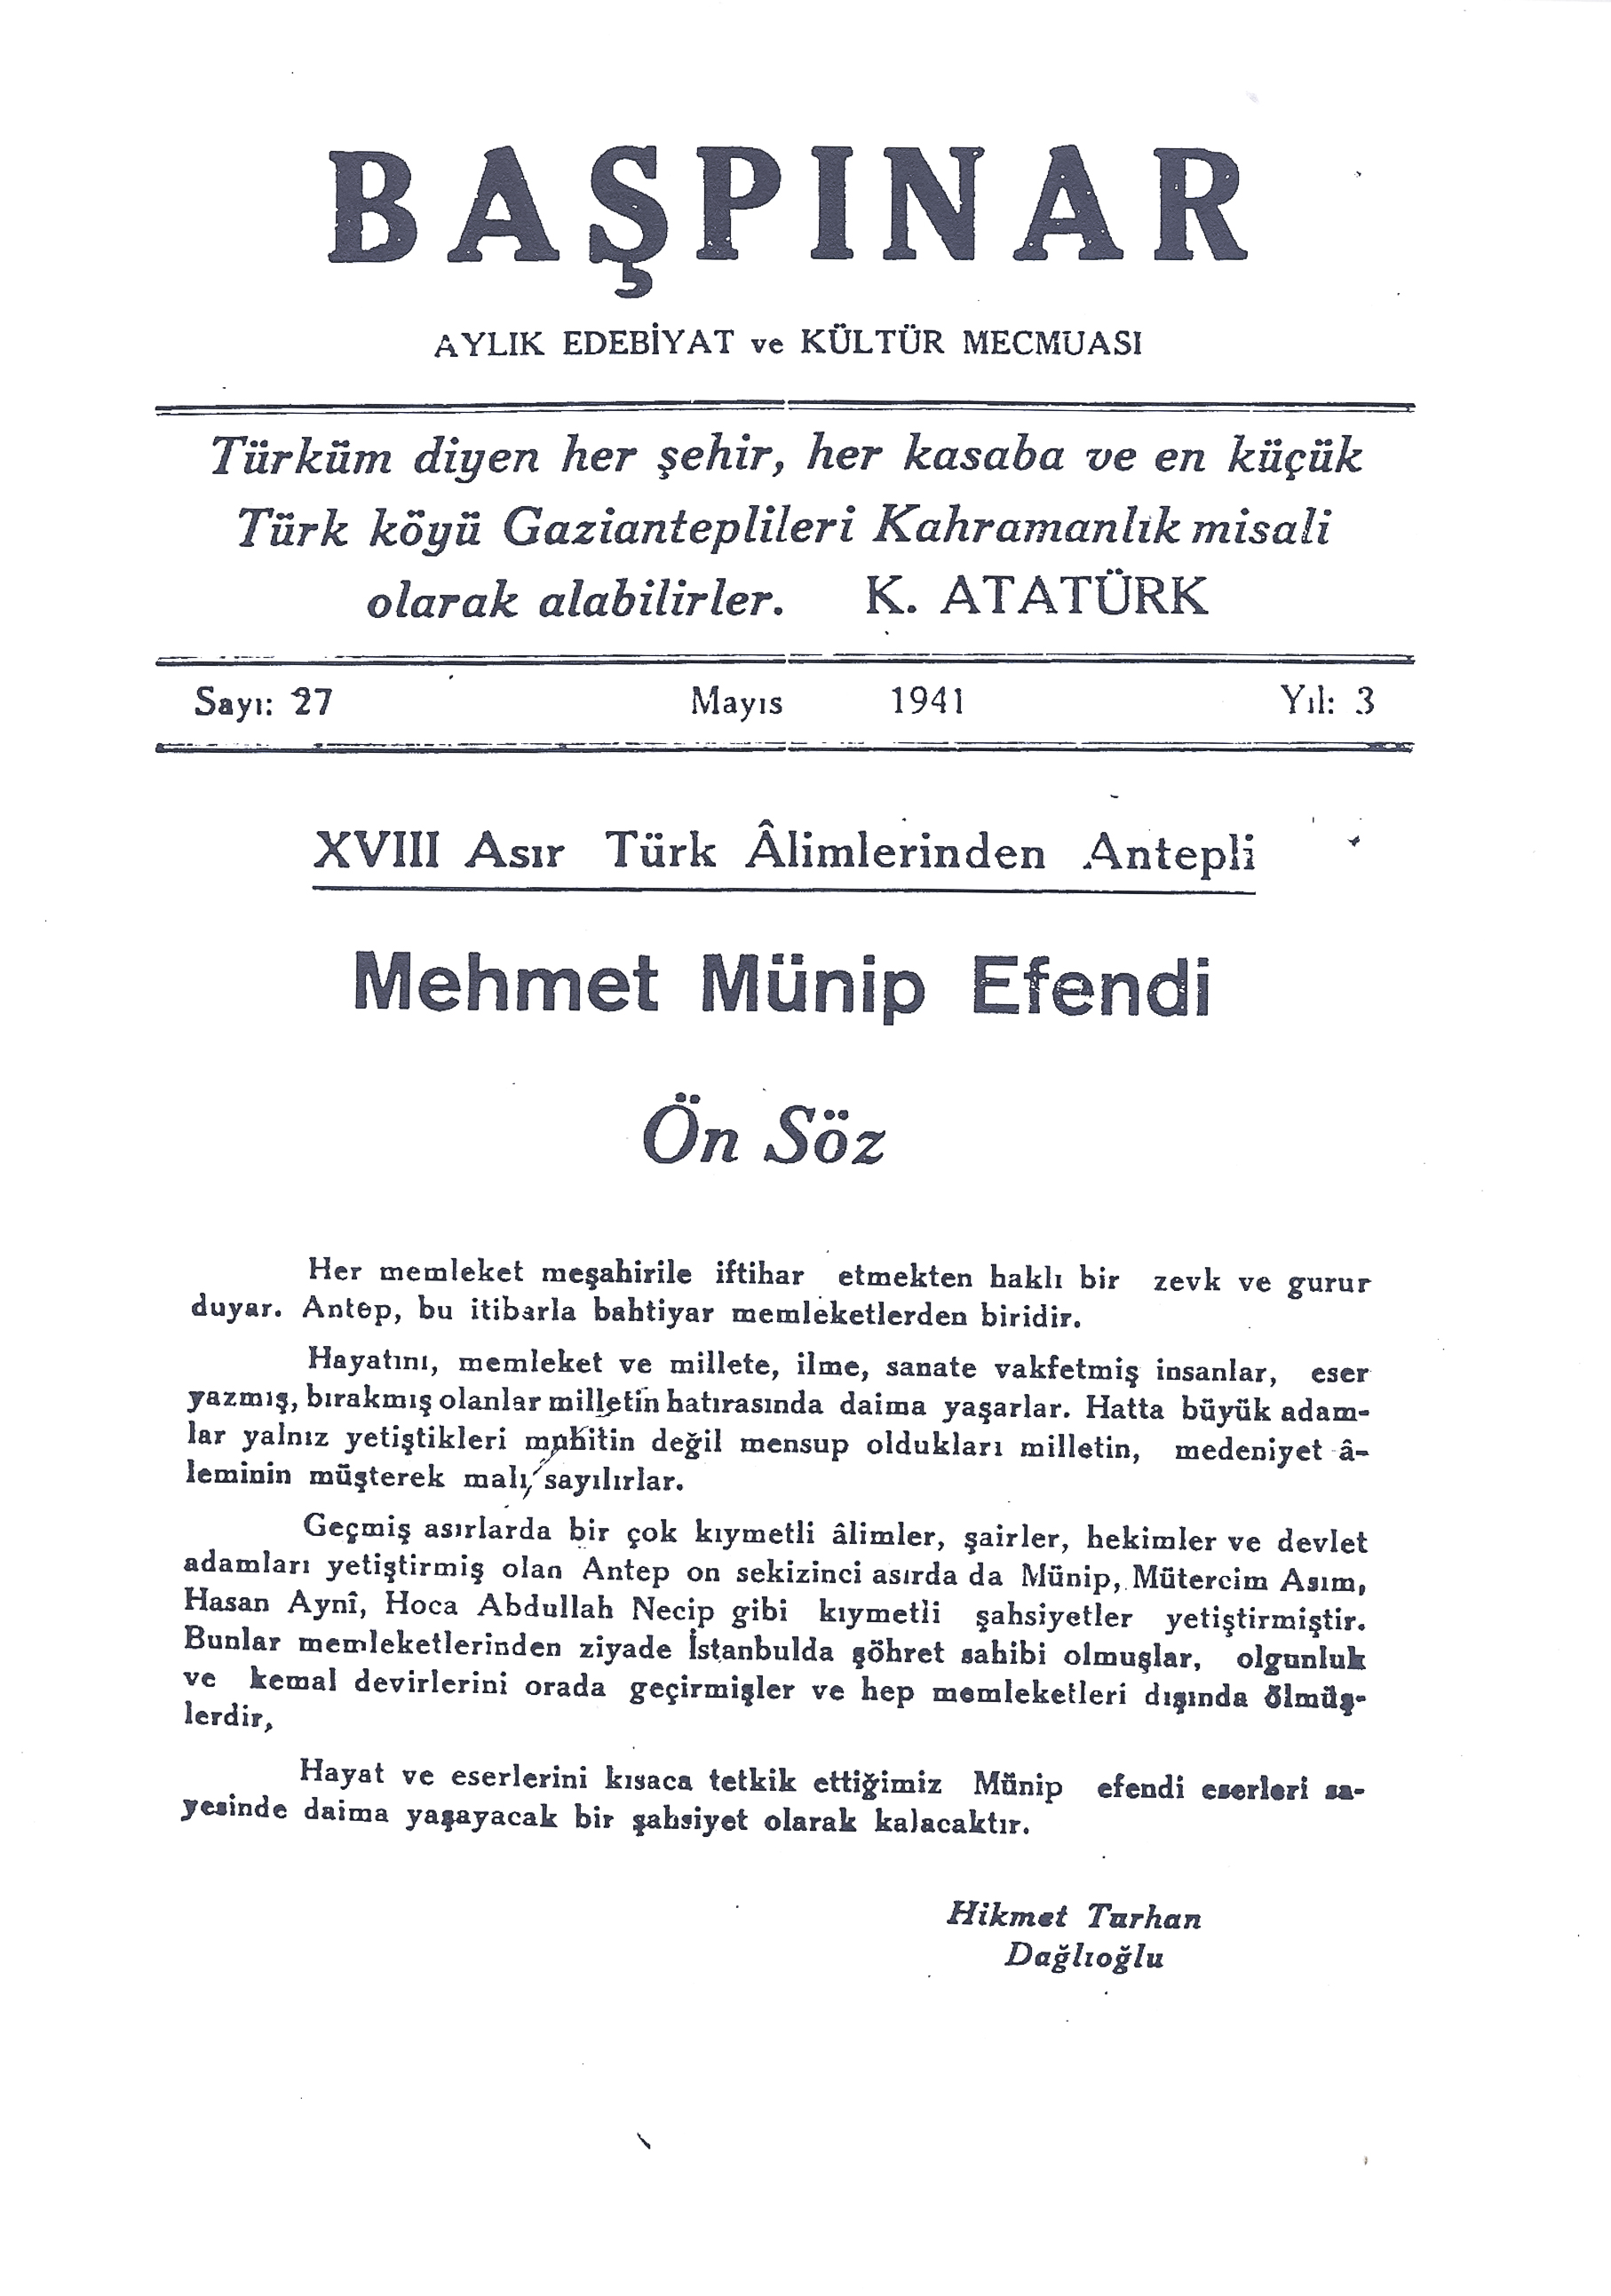 BAŞPINAR
AYLIK EDEBİYAT ve KÜLTÜR MECMUASI
Türküm diyen her şehir, her kasaba ve en küçük
Türk köyü Gazianteplileri Kahramanlık misali
olarak alabilirler. K. ATATÜRK
Sayı: 27 Mayıs 1941 Yıl: 3
XVIII Asır Türk Âlimlerinden Antepli
Mehmet Münip Efendi
Ön Söz
Her memleket meşahirile iftihar etmekten haklı bir zevk ve gurur
duyar. Antep, bu itibarla bahtiyar memleketlerden biridir.
Hayatını, memleket ve millete, ilme, sanate vakfetmiş insanlar, eser
yazmış, bırakmış olanlar milletin hatırasında daima yaşarlar. Hatta büyük adam-
lar yalnız yetiştikleri muhitin değil mensup oldukları milletin, medeniyet â-
leminin müşterek malı, sayılırlar.
Geçmiş asırlarda bir çok kıymetli âlimler, şairler, hekimler ve devlet
adamları yetiştirmiş olan Antep on sekizinci asırda da Münip, Mütercim Asım,
Hasan Aynî, Hoca Abdullah Necip gibi kıymetli şahsiyetler yetiştirmiştir.
Bunlar memleketlerinden ziyade İstanbulda şöhret sahibi olmuşlar, olgunluk
ve kemal devirlerini orada geçirmişler ve hep memleketleri dışında ölmüş-
lerdir,
Hayat ve eserlerini kısaca tetkik ettiğimiz Münip efendi eserleri sa-
yesinde daima yaşayacak bir şahsiyet olarak kalacaktır.
Hikmet Turhan
Dağlıoğlu